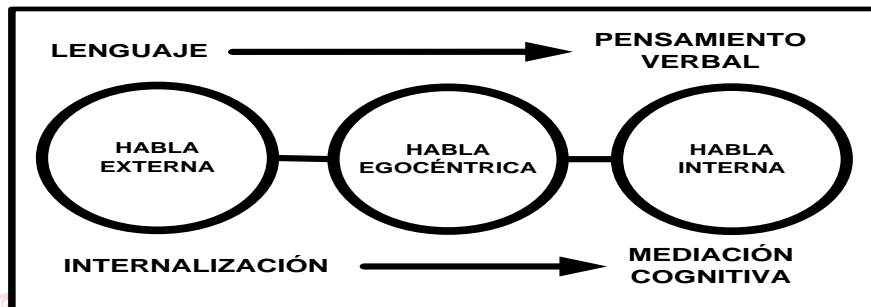 LENGUAJE
PENSAMIENTO
VERBAL
HABLA
EXTERNA
HABLA
EGOCÉNTRICA
HABLA
INTERNA
INTERNALIZACIÓN
MEDIACIÓN
COGNITIVA